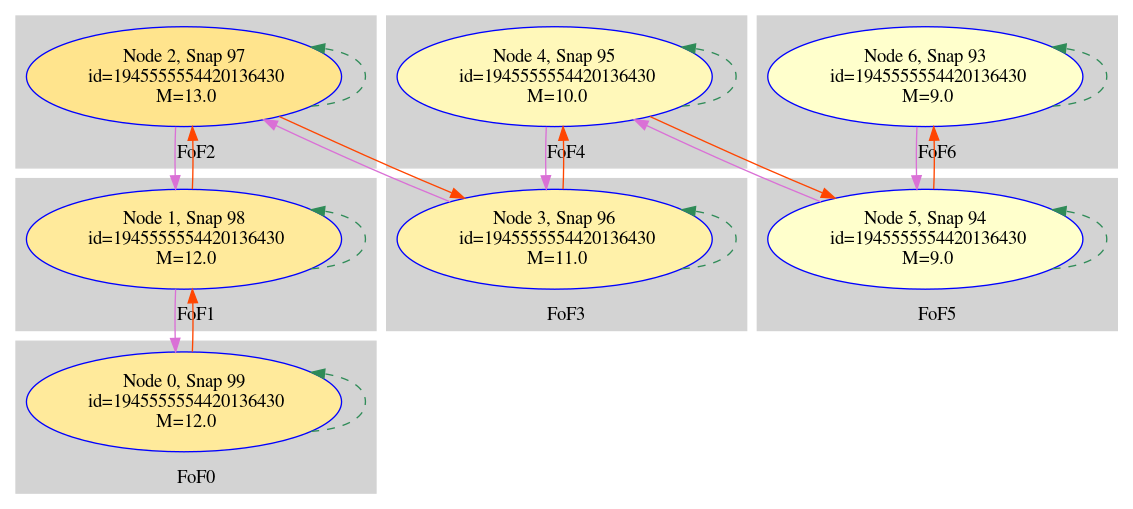 Node 2, Snap 97
id=1945555554420136430
M=13.0
FoF2
Node 4, Snap 95
id=1945555554420136430
M=10.0
FoF4
Node 6, Snap 93
id=1945555554420136430
M=9.0
FoF6
Node 1, Snap 98
id=1945555554420136430
M=12.0
FoF1
Node 3, Snap 96
id=1945555554420136430
M=11.0
FoF3
Node 5, Snap 94
id=1945555554420136430
M=9.0
FoF5
Node 0, Snap 99
id=1945555554420136430
M=12.0
FoF0